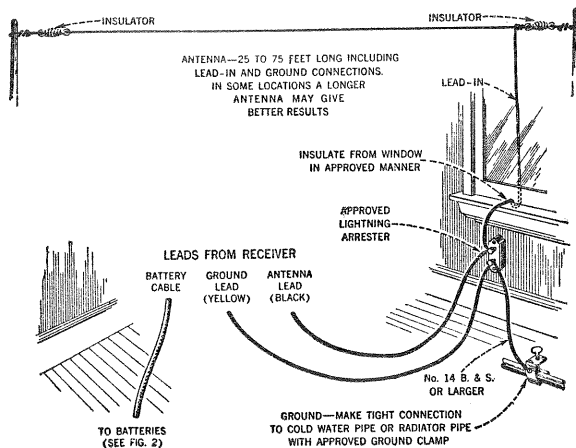 INSULATOR
INSULATOR
ANTENNA—25 TO 75 FEET LONG INCLUDING
LEAD-IN AND GROUND CONNECTIONS.
IN SOME LOCATIONS A LONGER
ANTENNA MAY GIVE
BETTER RESULTS
LEAD-IN
INSULATE FROM WINDOW
IN APPROVED MANNER
APPROVED
LIGHTNING
ARRESTER
LEADS FROM RECEIVER
BATTERY
CABLE
GROUND
LEAD
(YELLOW)
ANTENNA
LEAD
(BLACK)
No. 14 B. & S.
OR LARGER
TO BATTERIES
(SEE FIG. 2)
GROUND—MAKE TIGHT CONNECTION
TO COLD WATER PIPE OR RADIATOR PIPE
WITH APPROVED GROUND CLAMP